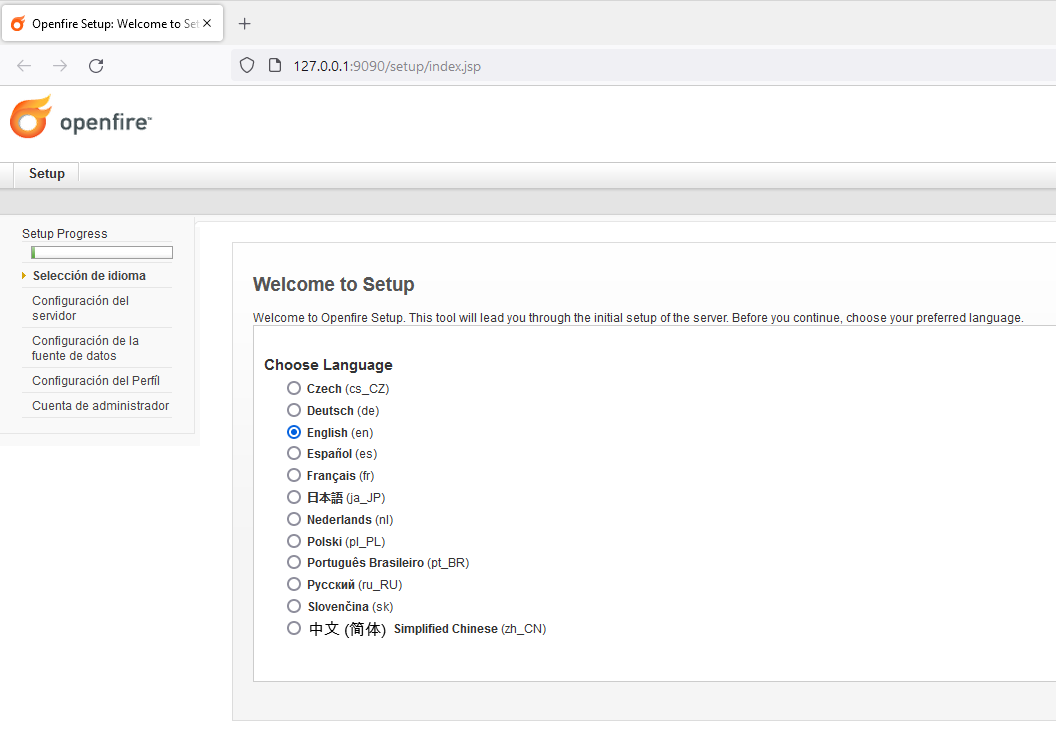 Openfire Setup: Welcome to Set
127.0.0.1:9090/setup/index.jsp
openfire™
Setup
Setup Progress
Selección de idioma
Configuración del
servidor
Configuración de la
fuente de datos
Configuración del Perfíl
Cuenta de administrador
Welcome to Setup
Welcome to Openfire Setup. This tool will lead you through the initial setup of the server. Before you continue, choose your preferred language.
Choose Language
Czech (cs_CZ)
Deutsch (de)
English (en)
Español (es)
Français (fr)
日本語 (ja_JP)
Nederlands (nl)
Polski (pl_PL)
Português Brasileiro (pt_BR)
Русский (ru_RU)
Slovenčina (sk)
中文 (简体) Simplified Chinese (zh_CN)